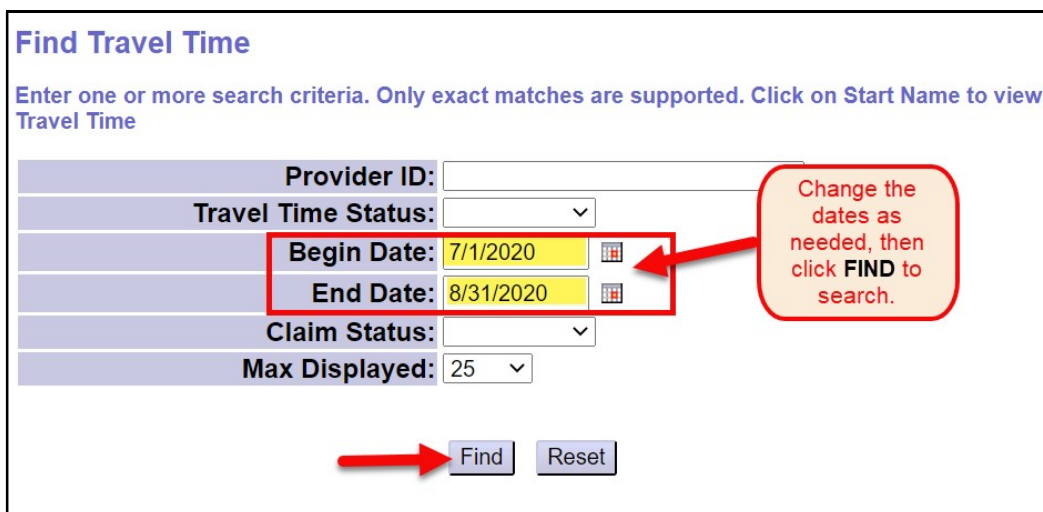 Find Travel Time
Enter one or more search criteria. Only exact matches are supported. Click on Start Name to view
Travel Time
Provider ID:
Travel Time Status:
Begin Date: 7/1/2020
End Date: 8/31/2020
Claim Status:
Max Displayed: 25
Change the
dates as
needed, then
click FIND to
search.
Find Reset